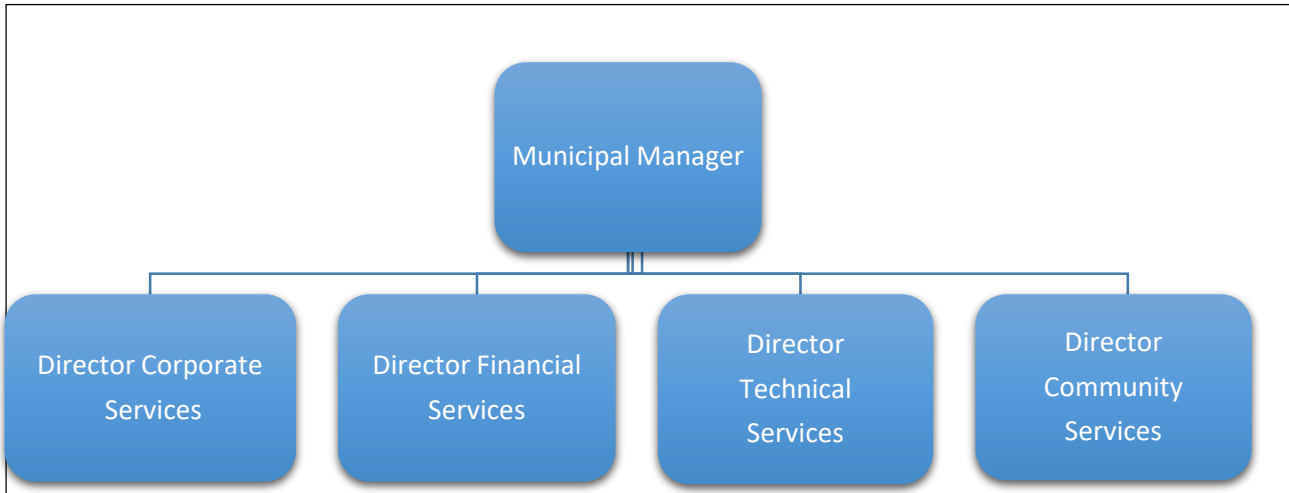 Municipal Manager
Director Corporate
Services
Director Financial
Services
Director
Technical
Services
Director
Community
Services